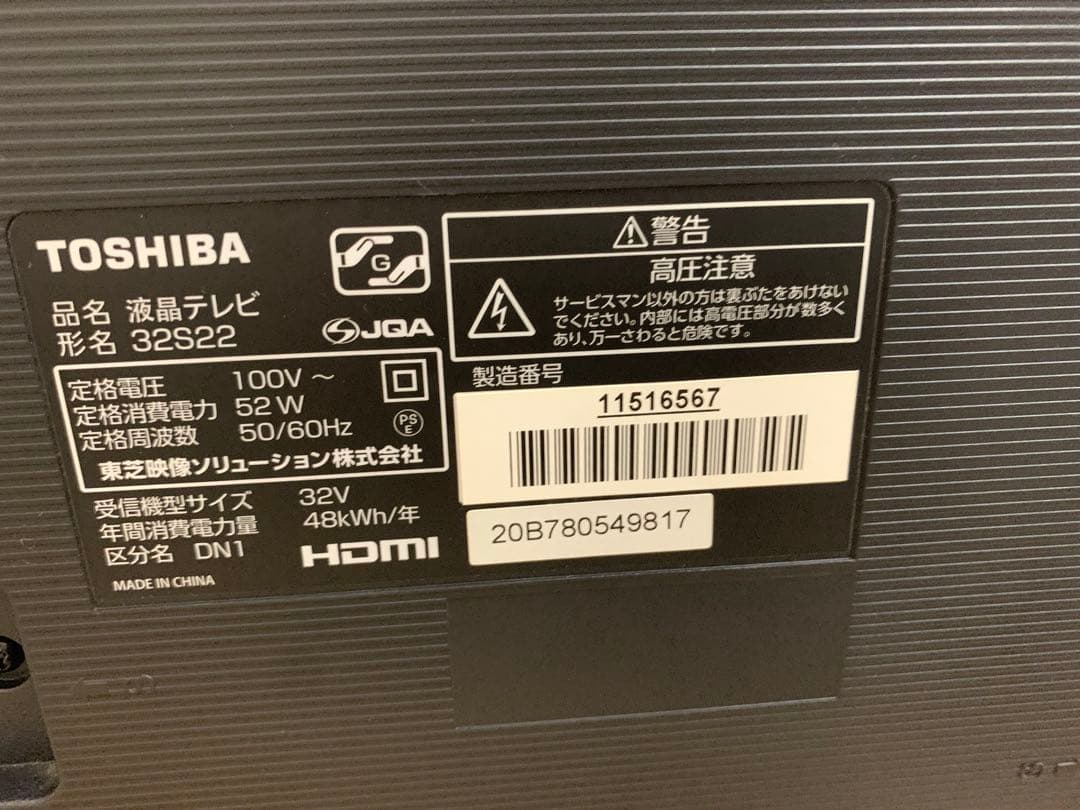 TOSHIBA
品名 液晶テレビ
形名 32S22
G
JQA
定格電圧 100V～
定格消費電力 52W
定格周波数 50/60Hz
PS
E
東芝映像ソリューション株式会社
受信機型サイズ 32V
年間消費電力量 48kWh/年
区分名 DN1
HDMI
MADE IN CHINA
警告
高圧注意
サービスマン以外の方は裏ぶたをあけない
でください。内部には高電圧部分が数多く
あり、万一さわると危険です。
製造番号
11516567
20B780549817